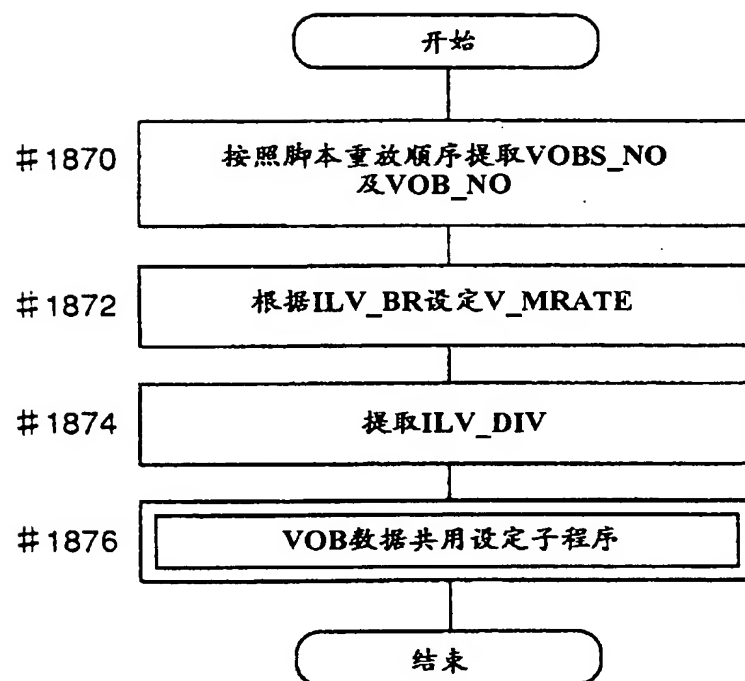 开始
#1870
按照脚本重放顺序提取VOBS_NO
及VOB_NO
#1872
根据ILV_BR设定V_MRATE
#1874
提取ILV_DIV
#1876
VOB数据共用设定子程序
结束